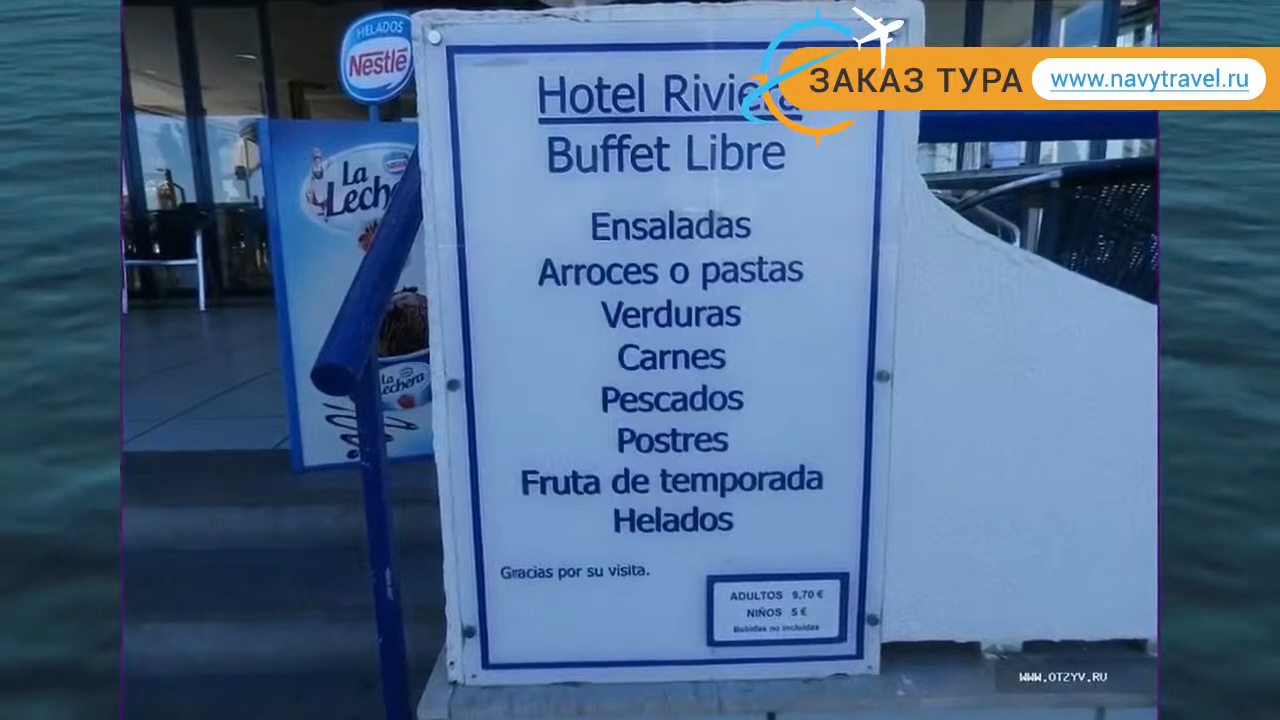 HELADOS
Nestlé
La
Lechera
La
Lechera
Hotel Riviera
Buffet Libre
Ensaladas
Arroces o pastas
Verduras
Carnes
Pescados
Postres
Fruta de temporada
Helados
Gracias por su visita.
ADULTOS 9,70 €
NIÑOS 5 €
Bebidas no incluidas
ЗАКАЗ ТУРА
www.navytravel.ru
WWW.OTZYV.RU